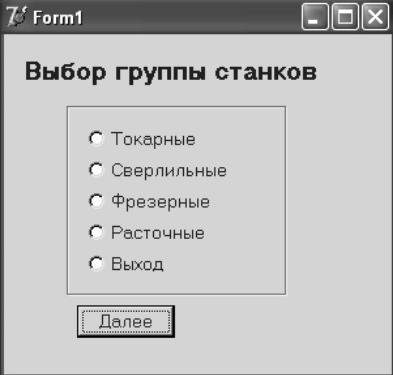 Form1
Выбор группы станков
Токарные
Сверлильные
Фрезерные
Расточные
Выход
Далее